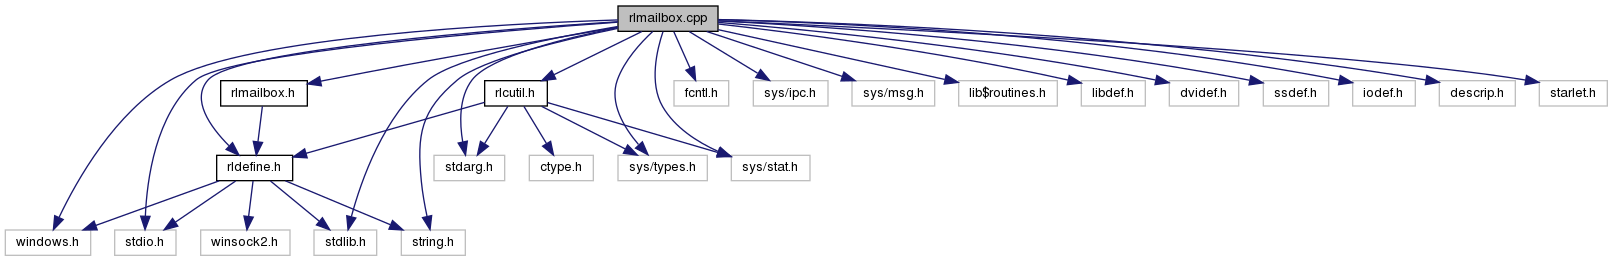 rlmailbox.cpp
rlmailbox.h
rlcutil.h
fcntl.h
sys/ipc.h
sys/msg.h
lib$routines.h
libdef.h
dvidef.h
ssdef.h
iodef.h
descrip.h
starlet.h
rldefine.h
stdarg.h
ctype.h
sys/types.h
sys/stat.h
windows.h
stdio.h
winsock2.h
stdlib.h
string.h